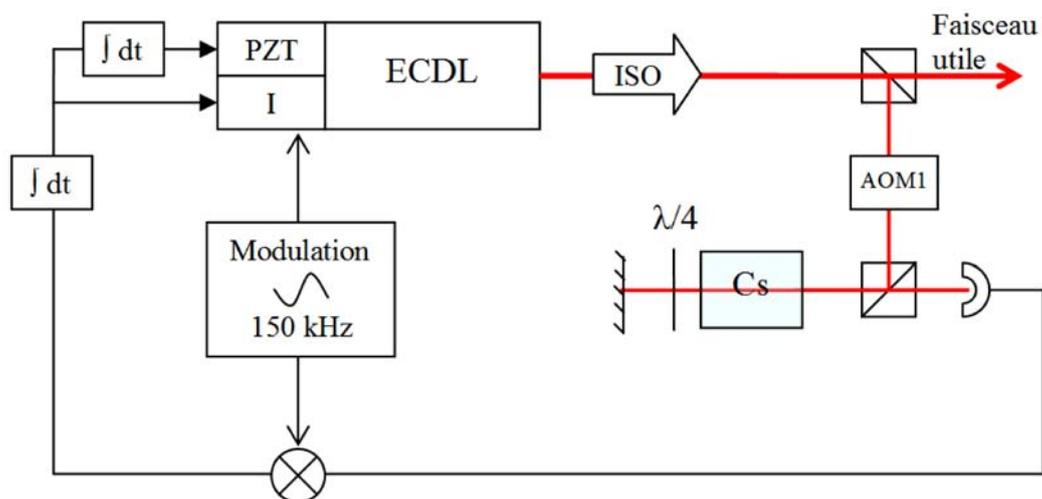 ∫ dt
PZT
I
ECDL
ISO
Faisceau
utile
∫ dt
AOM1
Modulation
150 kHz
λ/4
Cs